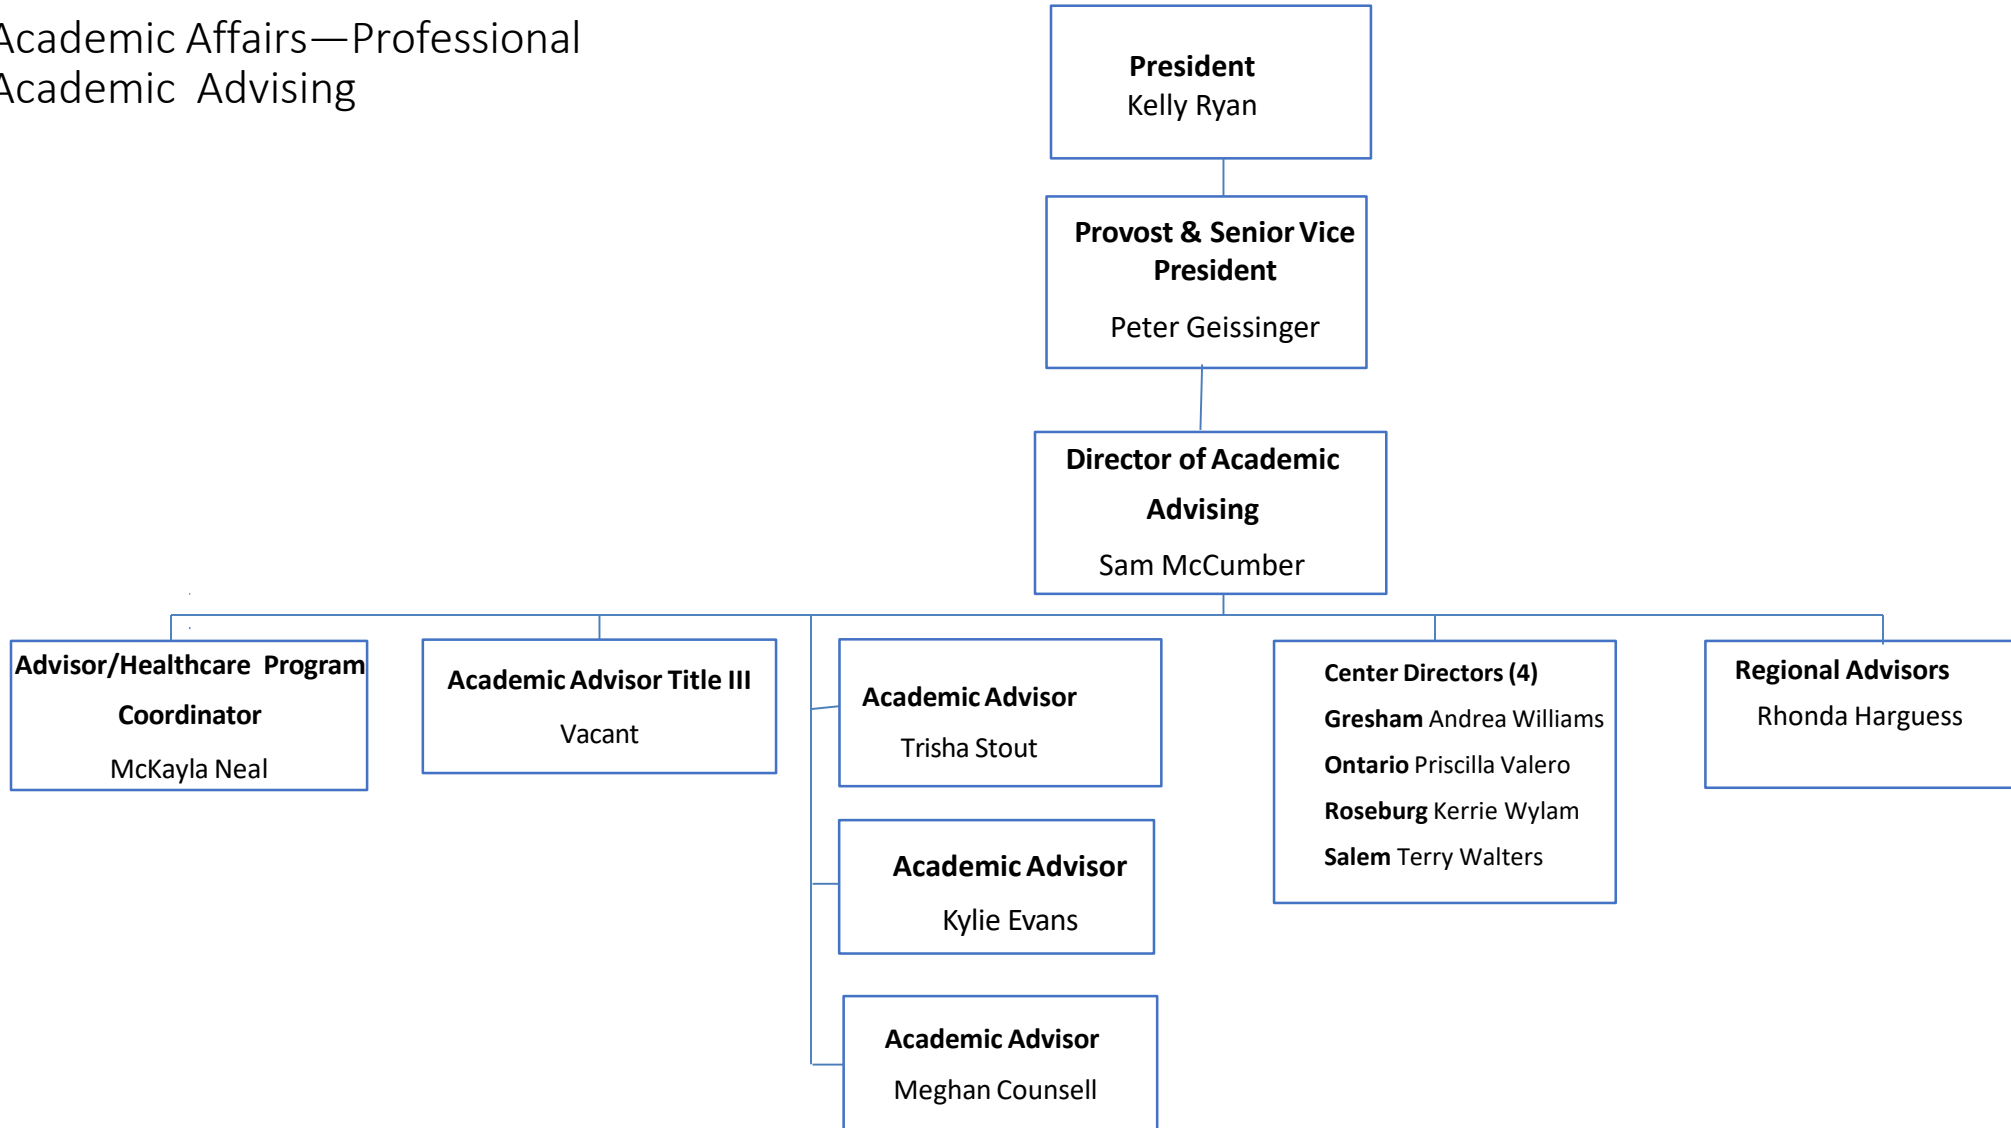 Academic Affairs—Professional
Academic Advising
President
Kelly Ryan
Provost & Senior Vice
President
Peter Geissinger
Director of Academic
Advising
Sam McCumber
Advisor/Healthcare Program
Coordinator
McKayla Neal
Academic Advisor Title III
Vacant
Academic Advisor
Trisha Stout
Academic Advisor
Kylie Evans
Academic Advisor
Meghan Counsell
Center Directors (4)
Gresham Andrea Williams
Ontario Priscilla Valero
Roseburg Kerrie Wylam
Salem Terry Walters
Regional Advisors
Rhonda Harguess